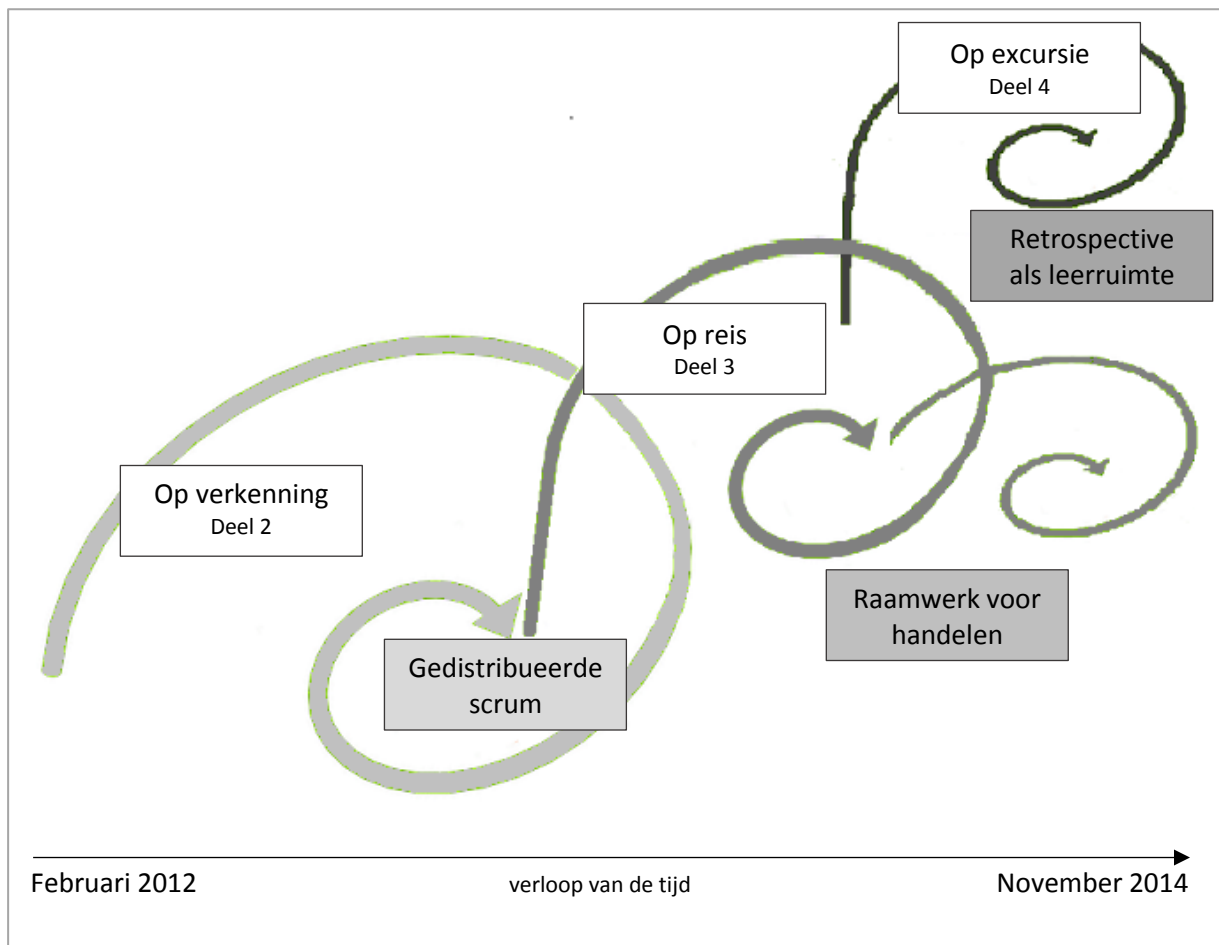 Op excursie
Deel 4
Retrospective
als leerruimte
Op reis
Deel 3
Op verkenning
Deel 2
Raamwerk voor
handelen
Gedistribueerde
scrum
Februari 2012
verloop van de tijd
November 2014